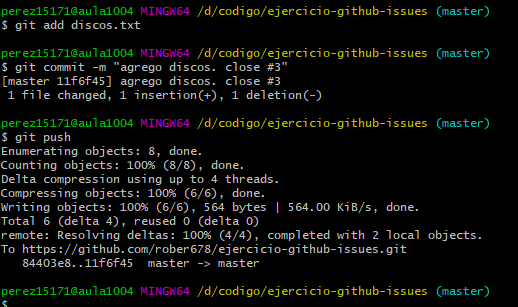 perez15171@aula1004 MINGW64 /d/codigo/ejercicio-github-issues (master)
$ git add discos.txt
perez15171@aula1004 MINGW64 /d/codigo/ejercicio-github-issues (master)
$ git commit -m "agrego discos. close #3"
[master 11f6f45] agrego discos. close #3
 1 file changed, 1 insertion(+), 1 deletion(-)
perez15171@aula1004 MINGW64 /d/codigo/ejercicio-github-issues (master)
$ git push
Enumerating objects: 8, done.
Counting objects: 100% (8/8), done.
Delta compression using up to 4 threads.
Compressing objects: 100% (6/6), done.
Writing objects: 100% (6/6), 564 bytes | 564.00 KiB/s, done.
Total 6 (delta 4), reused 0 (delta 0)
remote: Resolving deltas: 100% (4/4), completed with 2 local objects.
To https://github.com/rober678/ejercicio-github-issues.git
   84403e8..11f6f45  master -> master
perez15171@aula1004 MINGW64 /d/codigo/ejercicio-github-issues (master)
$